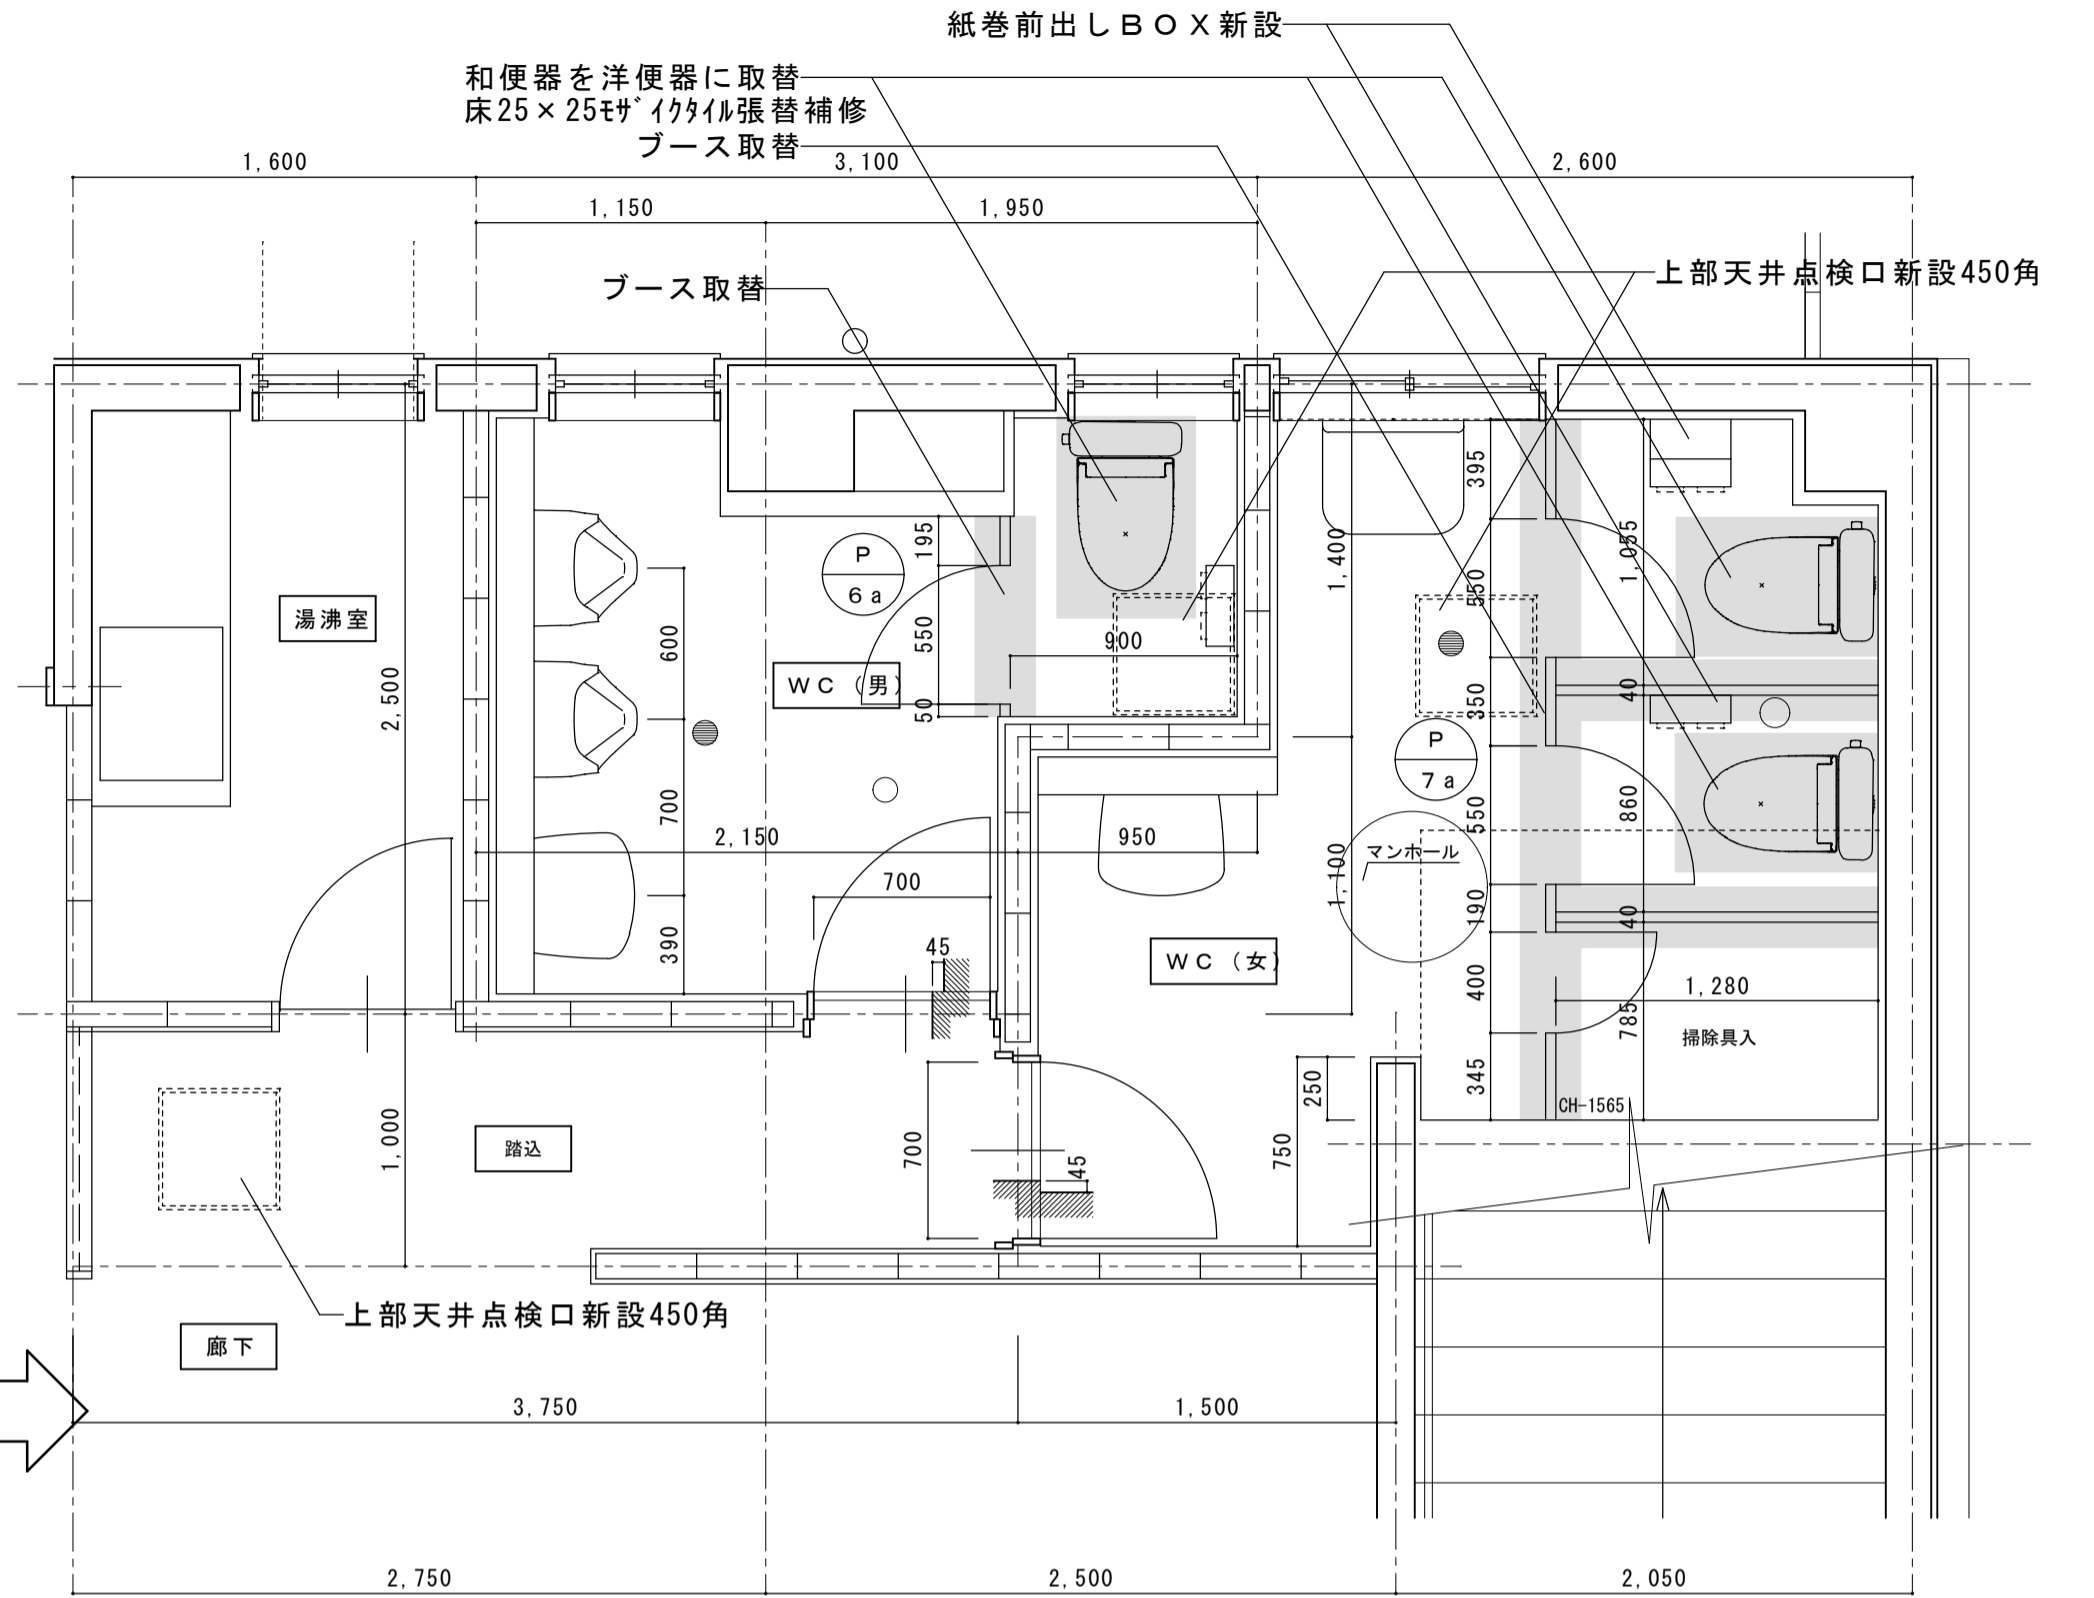 紙巻前出しＢＯＸ新設
和便器を洋便器に取替
床25×25ﾓｻﾞｲｸﾀｲﾙ張替補修
ブース取替
1,600
3,100
2,600
1,150
1,950
ブース取替
上部天井点検口新設450角
395
195
Ｐ
６ａ
1,400
1,055
550
湯沸室
600
550
900
2,500
ＷＣ（男）
50
350
40
Ｐ
７ａ
700
550
860
2,150
950
マンホール
1,100
700
190
40
390
45
ＷＣ（女）
400
1,280
785
掃除具入
345
250
CH-1565
1,000
踏込
700
45
750
上部天井点検口新設450角
廊下
3,750
1,500
2,750
2,500
2,050